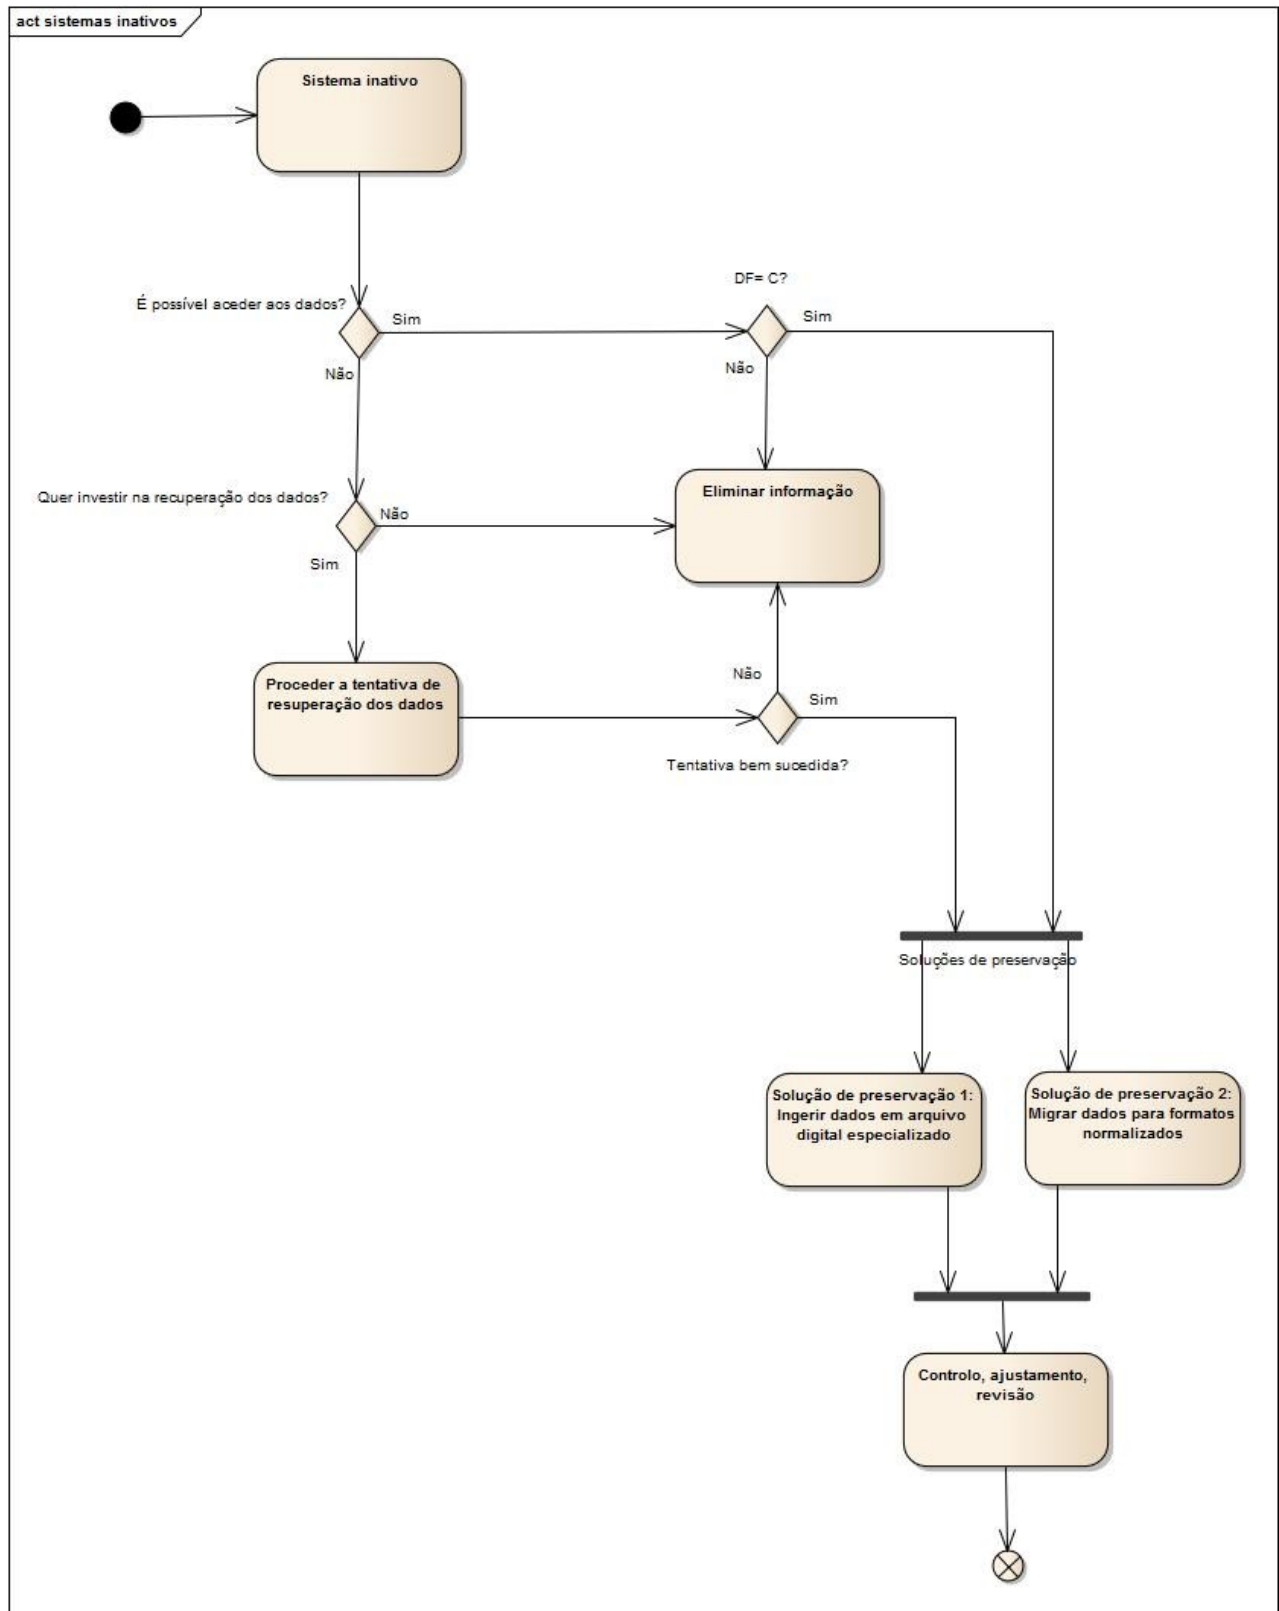 act sistemas inativos
Sistema inativo
DF= C?
É possível aceder aos dados?
Sim
Sim
Não
Não
Eliminar informação
Quer investir na recuperação dos dados?
Não
Sim
Proceder a tentativa de
resuperação dos dados
Não
Sim
Tentativa bem sucedida?
Soluções de preservação
Solução de preservação 1:
Ingerir dados em arquivo
digital especializado
Solução de preservação 2:
Migrar dados para formatos
normalizados
Controlo, ajustamento,
revisão